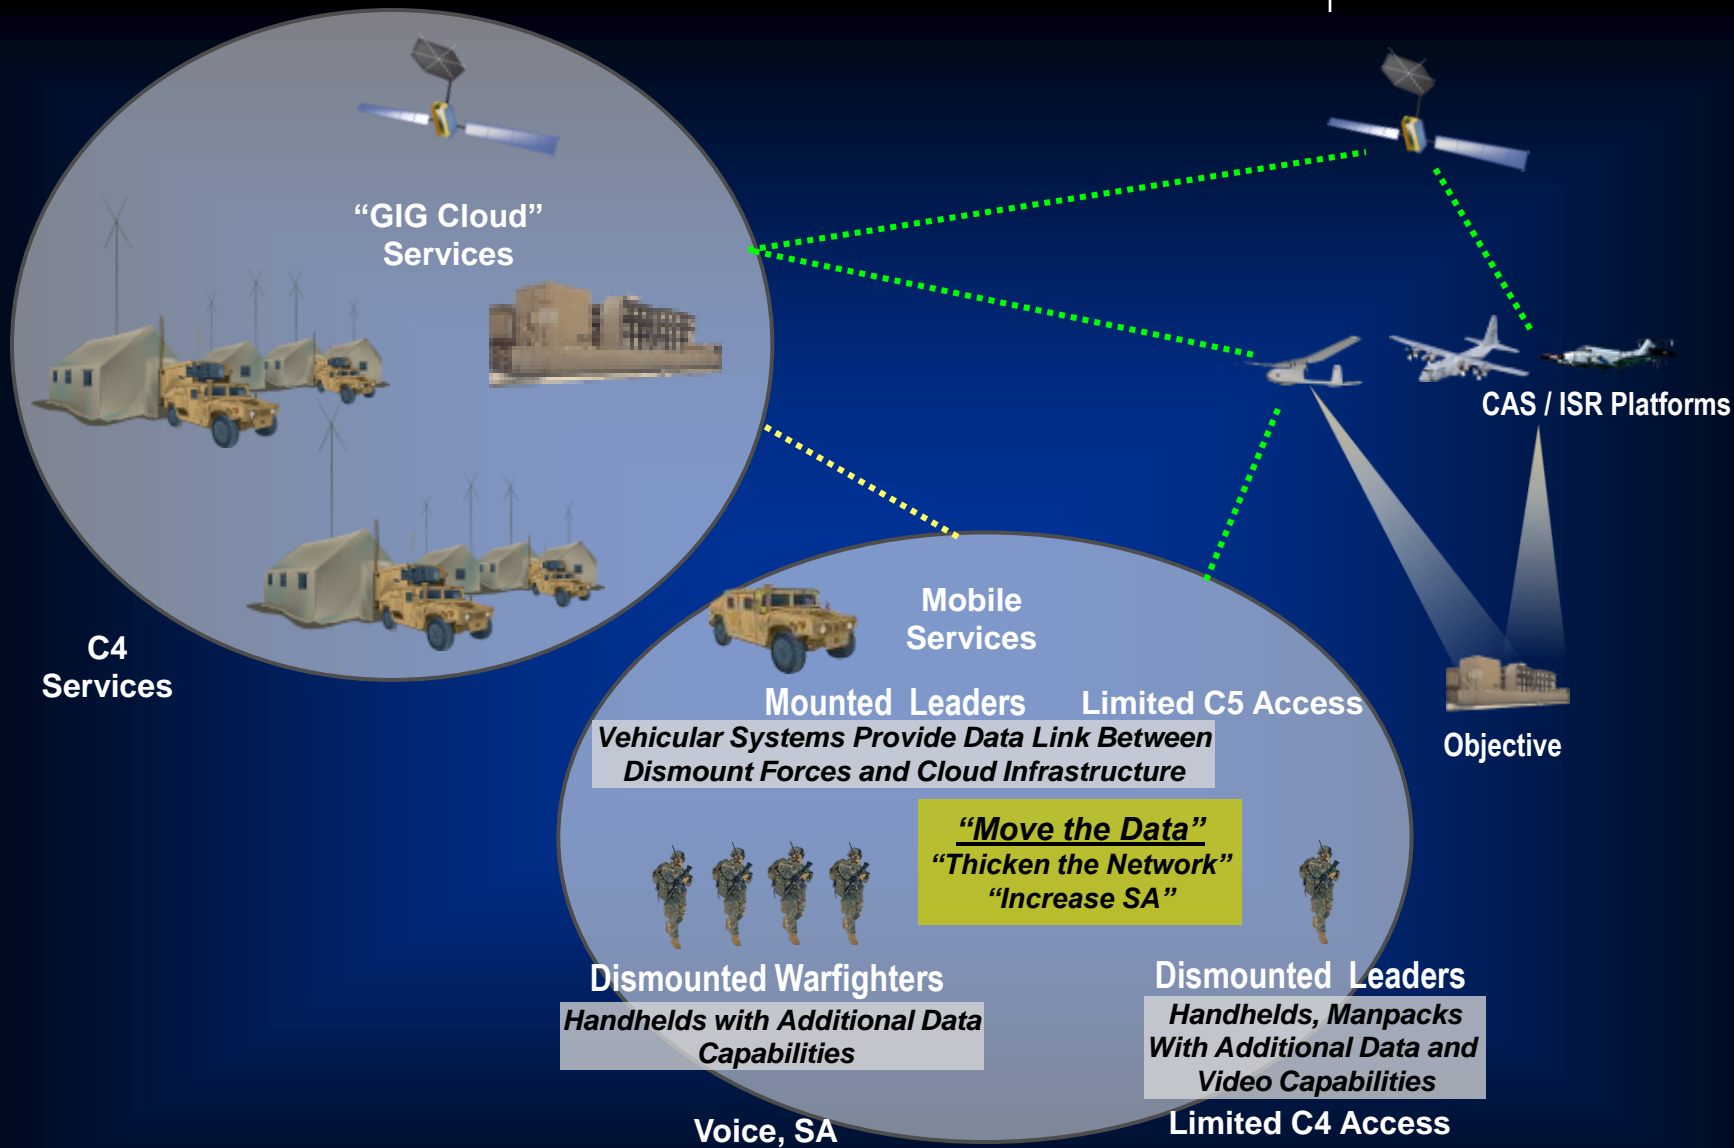 “GIG Cloud”
Services
CAS / ISR Platforms
C4
Services
Mobile
Services
Mounted Leaders
Limited C5 Access
Vehicular Systems Provide Data Link Between
Dismount Forces and Cloud Infrastructure
Objective
“Move the Data”
“Thicken the Network”
“Increase SA”
Dismounted Warfighters
Handhelds with Additional Data
Capabilities
Voice, SA
Dismounted Leaders
Handhelds, Manpacks
With Additional Data and
Video Capabilities
Limited C4 Access